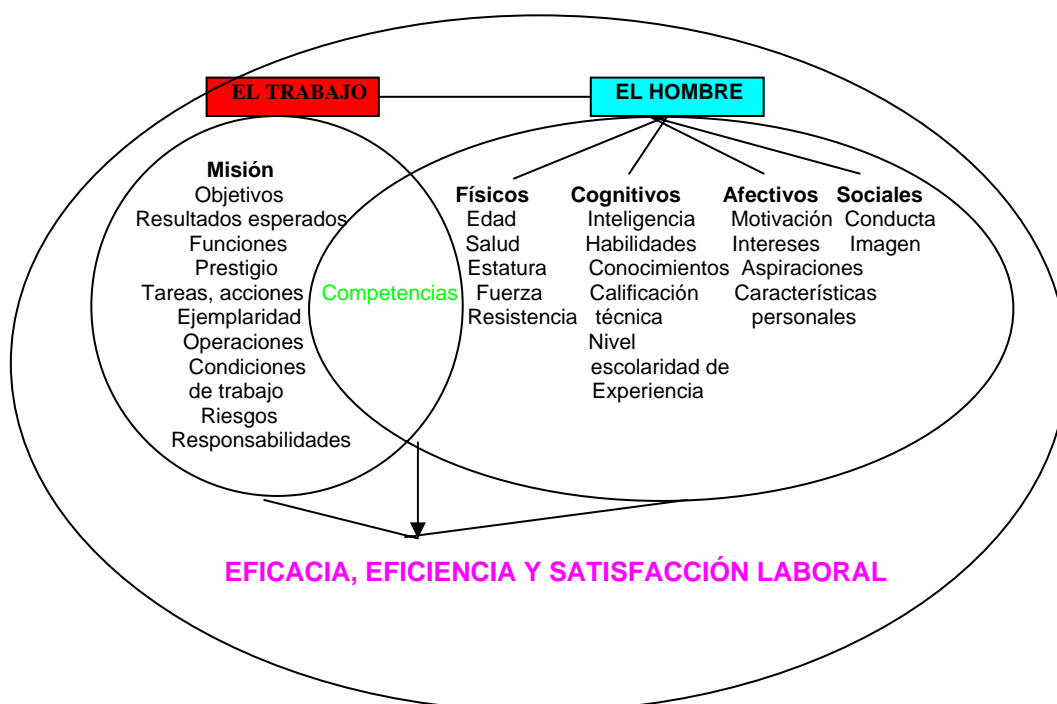 EL TRABAJO
EL HOMBRE
Misión
Objetivos
Resultados esperados
Funciones
Prestigio
Tareas, acciones
Ejemplaridad
Operaciones
Condiciones
de trabajo
Riesgos
Responsabilidades
Competencias
Físicos
Edad
Salud
Estatura
Fuerza
Resistencia
Cognitivos
Inteligencia
Habilidades
Conocimientos
Calificación
técnica
Nivel
escolaridad de
Experiencia
Afectivos
Motivación
Intereses
Aspiraciones
Características
personales
Sociales
Conducta
Imagen
EFICACIA, EFICIENCIA Y SATISFACCIÓN LABORAL